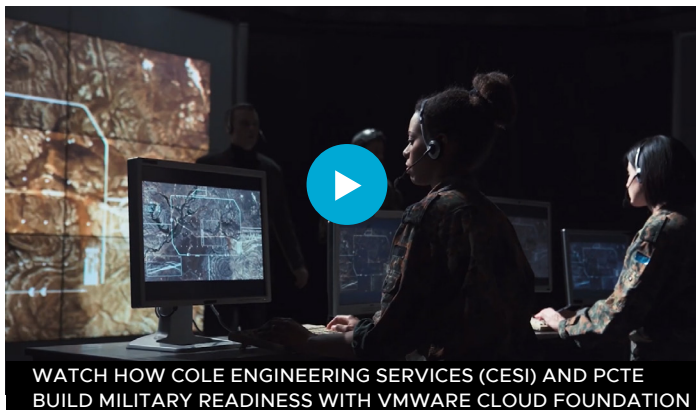 WATCH HOW COLE ENGINEERING SERVICES (CESI) AND PCTE
BUILD MILITARY READINESS WITH VMWARE CLOUD FOUNDATION